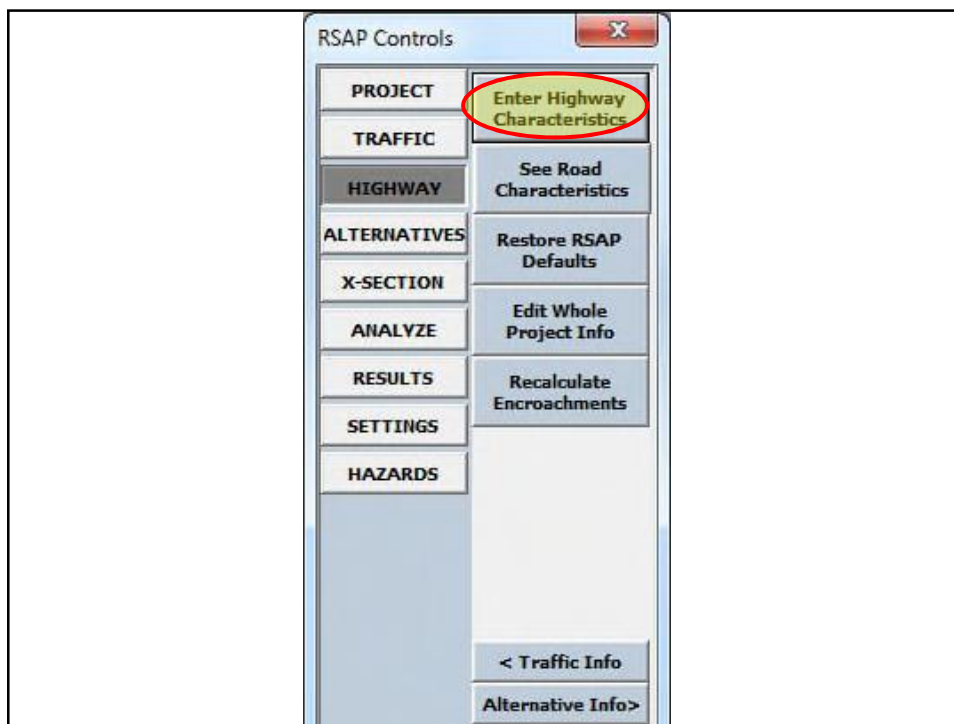 RSAP Controls
PROJECT
TRAFFIC
HIGHWAY
ALTERNATIVES
X-SECTION
ANALYZE
RESULTS
SETTINGS
HAZARDS
Enter Highway
Characteristics
See Road
Characteristics
Restore RSAP
Defaults
Edit Whole
Project Info
Recalculate
Encroachments
< Traffic Info
Alternative Info>